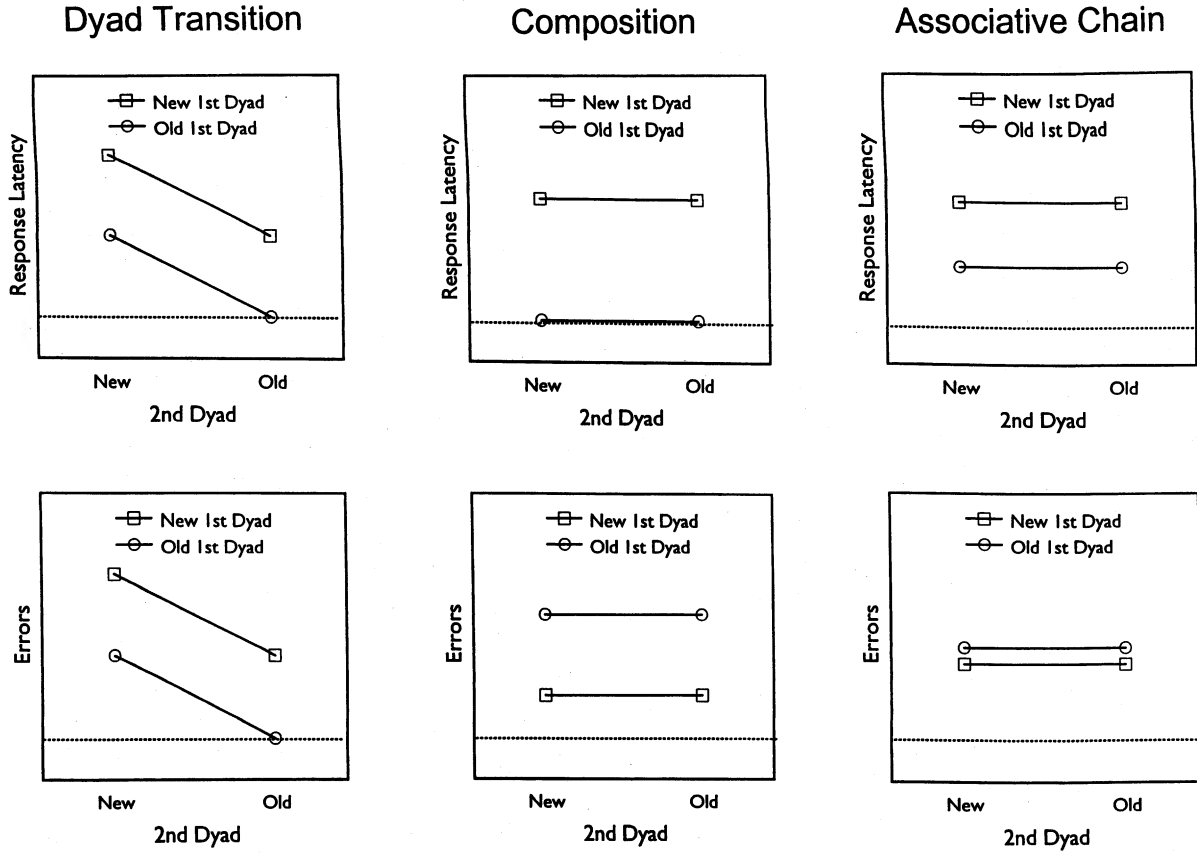 Dyad Transition
Composition
Associative Chain
New 1st Dyad
Old 1st Dyad
Response Latency
New
Old
2nd Dyad
New 1st Dyad
Old 1st Dyad
Response Latency
New
Old
2nd Dyad
New 1st Dyad
Old 1st Dyad
Response Latency
New
Old
2nd Dyad
New 1st Dyad
Old 1st Dyad
Errors
New
Old
2nd Dyad
New 1st Dyad
Old 1st Dyad
Errors
New
Old
2nd Dyad
New 1st Dyad
Old 1st Dyad
Errors
New
Old
2nd Dyad